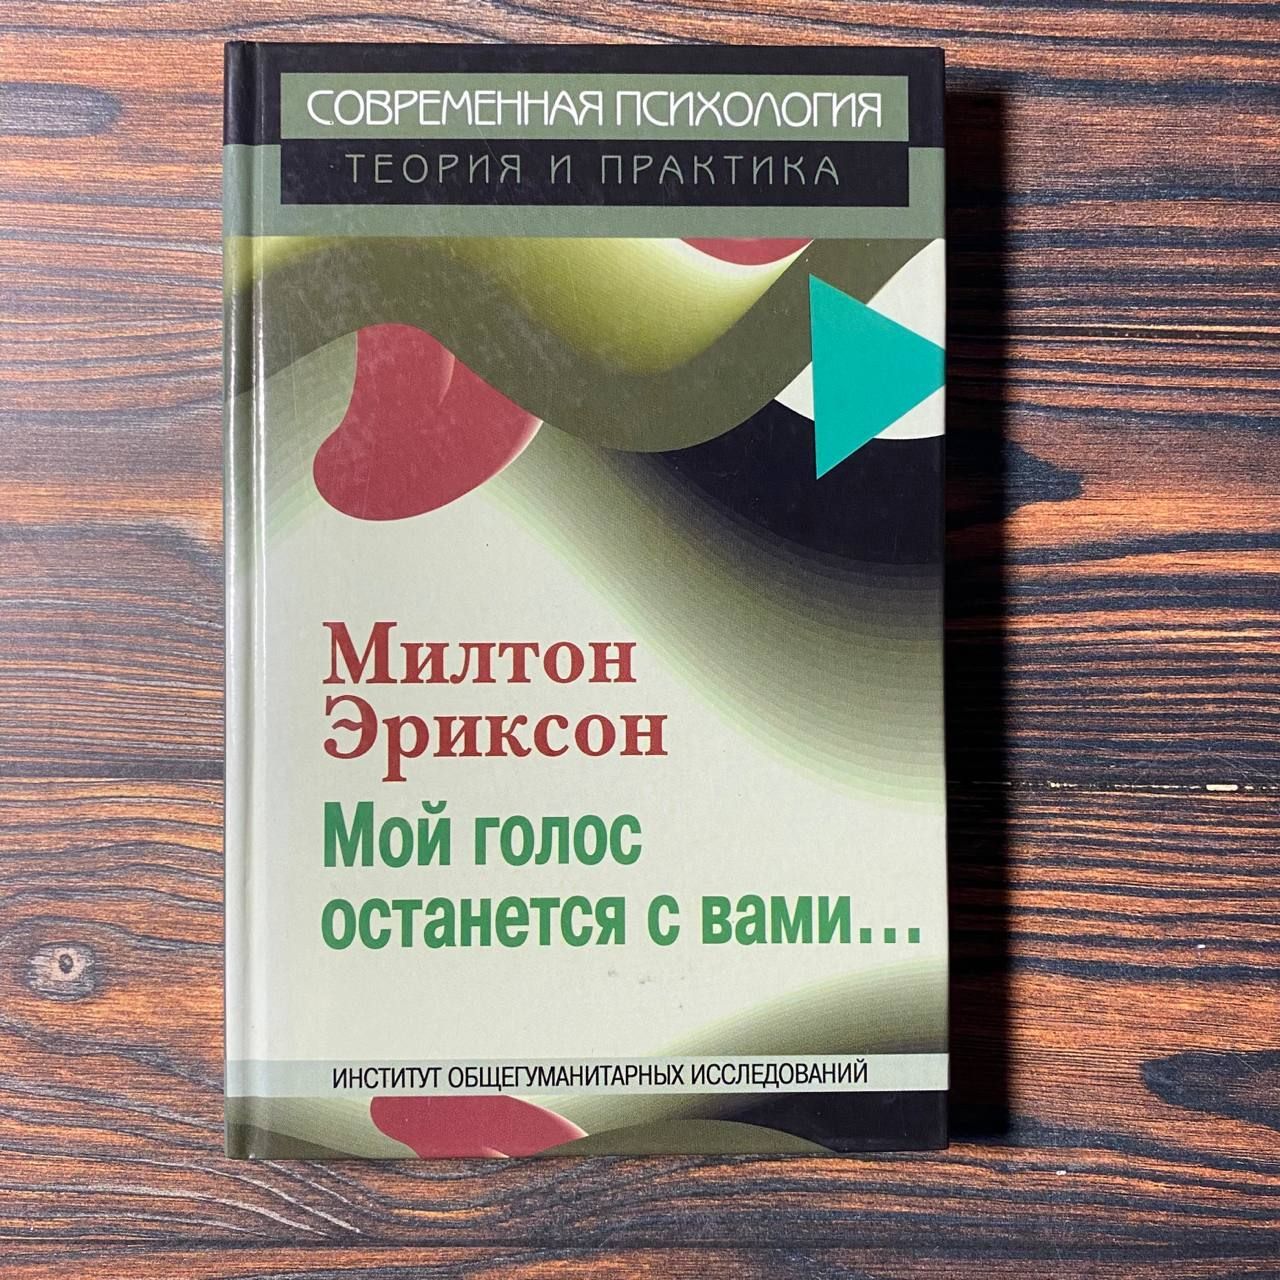 СОВРЕМЕННАЯ ПСИХОЛОГИЯ
ТЕОРИЯ И ПРАКТИКА
Милтон
Эриксон
Мой голос
останется с вами...
ИНСТИТУТ ОБЩЕГУМАНИТАРНЫХ ИССЛЕДОВАНИЙ